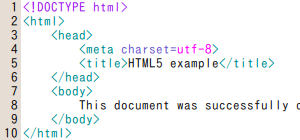 1 <!DOCTYPE html>
2 <html>
3 <head>
4 <meta charset=utf-8>
5 <title>HTML5 example</title>
6 </head>
7 <body>
8 This document was successfully
9 </body>
10 </html>